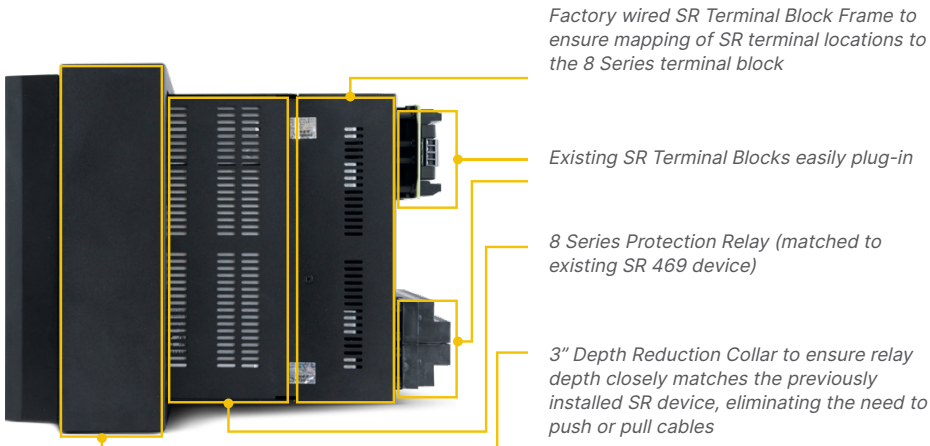 Factory wired SR Terminal Block Frame to
ensure mapping of SR terminal locations to
the 8 Series terminal block
Existing SR Terminal Blocks easily plug-in
8 Series Protection Relay (matched to
existing SR 469 device)
3” Depth Reduction Collar to ensure relay
depth closely matches the previously
installed SR device, eliminating the need to
push or pull cables